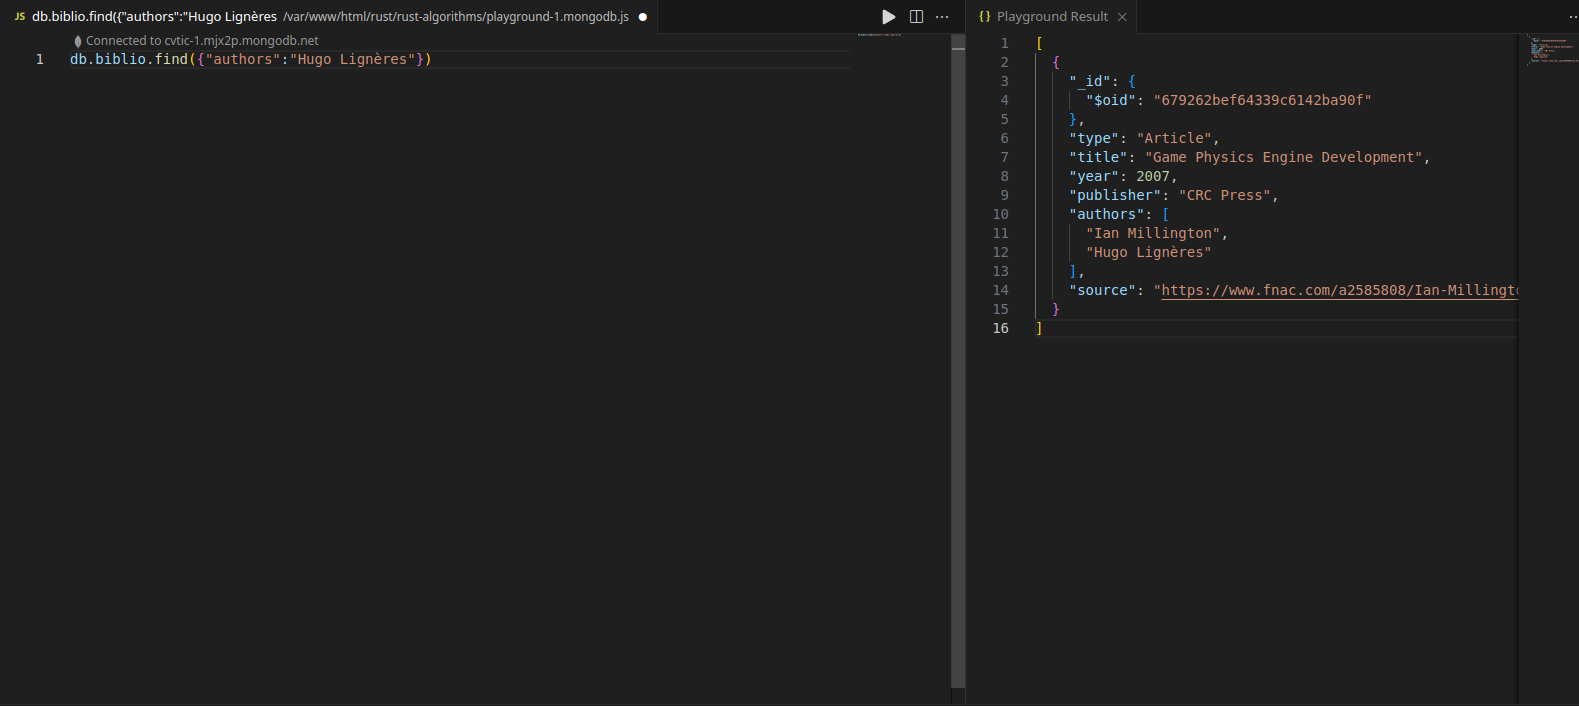 JS db.biblio.find({"authors":"Hugo Lignères /var/www/html/rust/rust-algorithms/playground-1.mongodb.js
Connected to cvtic-1.mjx2p.mongodb.net
1 db.biblio.find({"authors":"Hugo Lignères"})
{} Playground Result
1 [
2 {
3 "_id": {
4 "$oid": "679262bef64339c6142ba90f"
5 },
6 "type": "Article",
7 "title": "Game Physics Engine Development",
8 "year": 2007,
9 "publisher": "CRC Press",
10 "authors": [
11 "Ian Millington",
12 "Hugo Lignères"
13 ],
14 "source": "https://www.fnac.com/a2585808/Ian-Millingto
15 }
16 ]